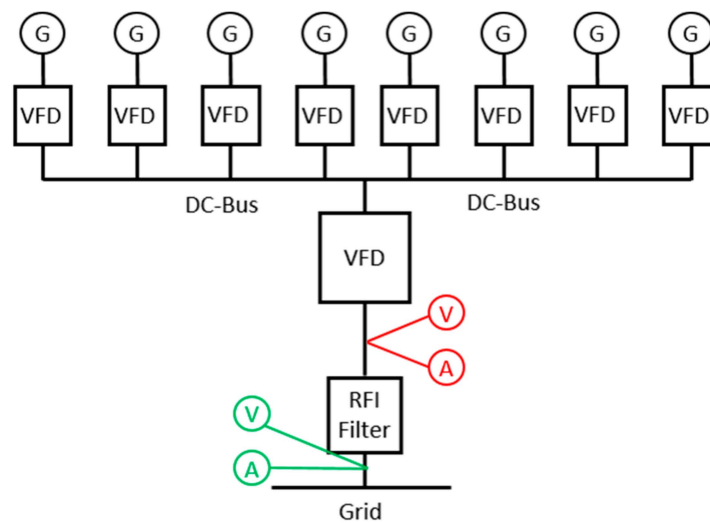 G G G G G G G G
VFD VFD VFD VFD VFD VFD VFD VFD
DC-Bus DC-Bus
VFD
V
A
RFI
Filter
V
A
Grid